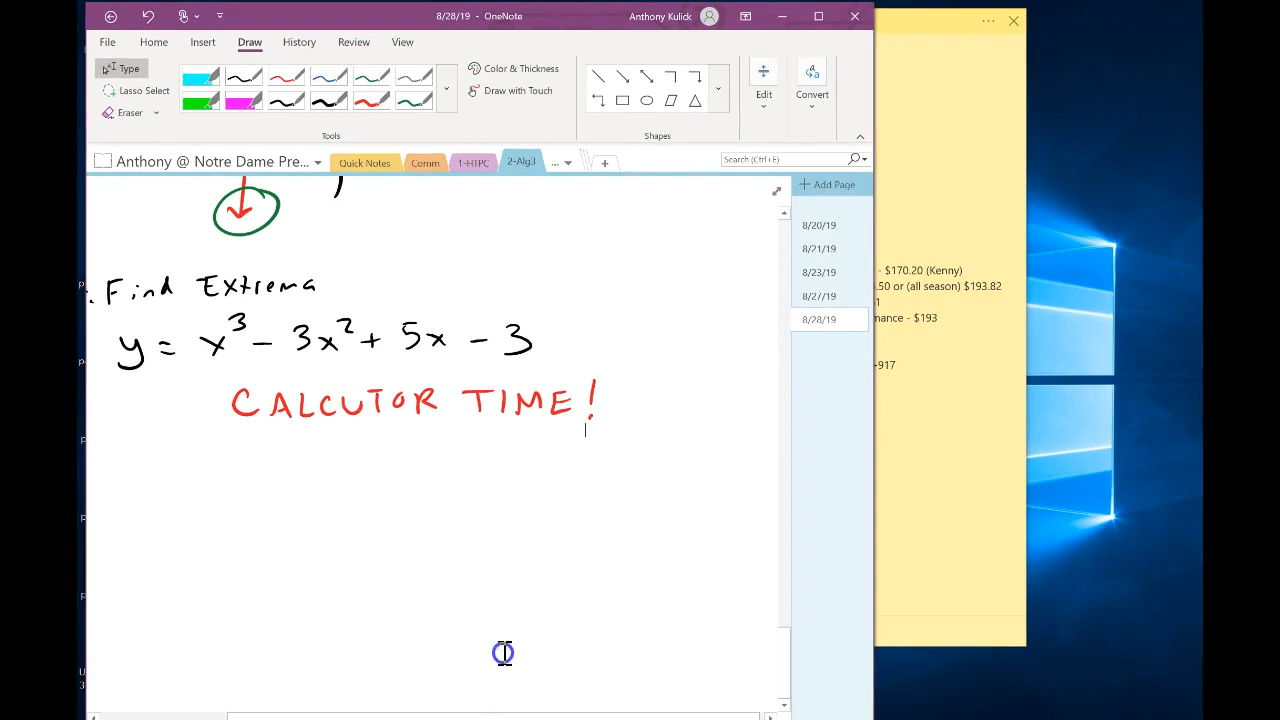 8/28/19 - OneNote
Anthony Kulick
File Home Insert Draw History Review View
Type
Lasso Select
Eraser
Color & Thickness
Draw with Touch
Edit
Convert
Tools
Shapes
Anthony @ Notre Dame Pre...
Quick Notes Comm 1-HTPC 2-Alg3 ...
Search (Ctrl+E)
Add Page
8/20/19
8/21/19
8/23/19
8/27/19
8/28/19
Find Extrema
y = x³ - 3x² + 5x - 3
CALCUTOR TIME!
- $170.20 (Kenny)
.50 or (all season) $193.82
mance - $193
-917